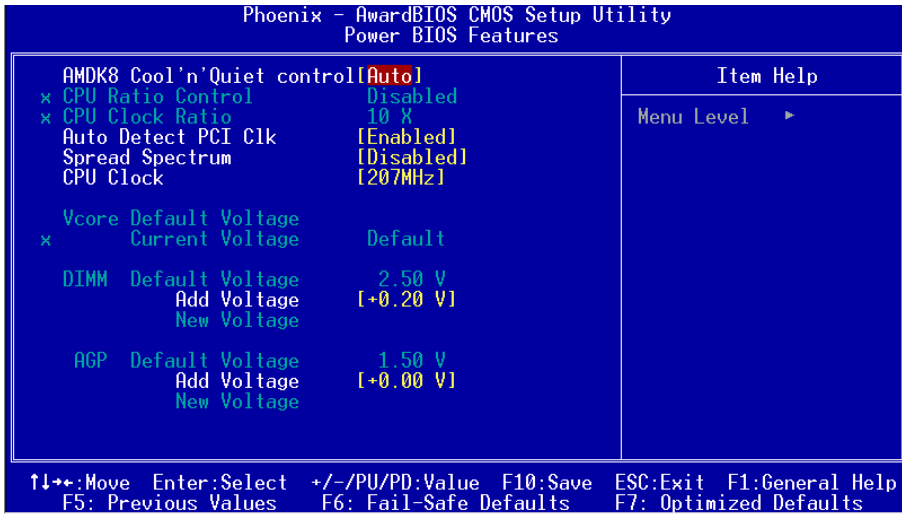 Phoenix - AwardBIOS CMOS Setup Utility
Power BIOS Features
AMDK8 Cool'n'Quiet control[Auto]
x CPU Ratio Control Disabled
x CPU Clock Ratio 10 X
Auto Detect PCI Clk [Enabled]
Spread Spectrum [Disabled]
CPU Clock [207MHz]
Vcore Default Voltage
x Current Voltage Default
DIMM Default Voltage 2.50 V
Add Voltage [+0.20 V]
New Voltage
AGP Default Voltage 1.50 V
Add Voltage [+0.00 V]
New Voltage
Item Help
Menu Level ►
↑↓→←:Move Enter:Select +/-/PU/PD:Value F10:Save ESC:Exit F1:General Help
F5: Previous Values F6: Fail-Safe Defaults F7: Optimized Defaults